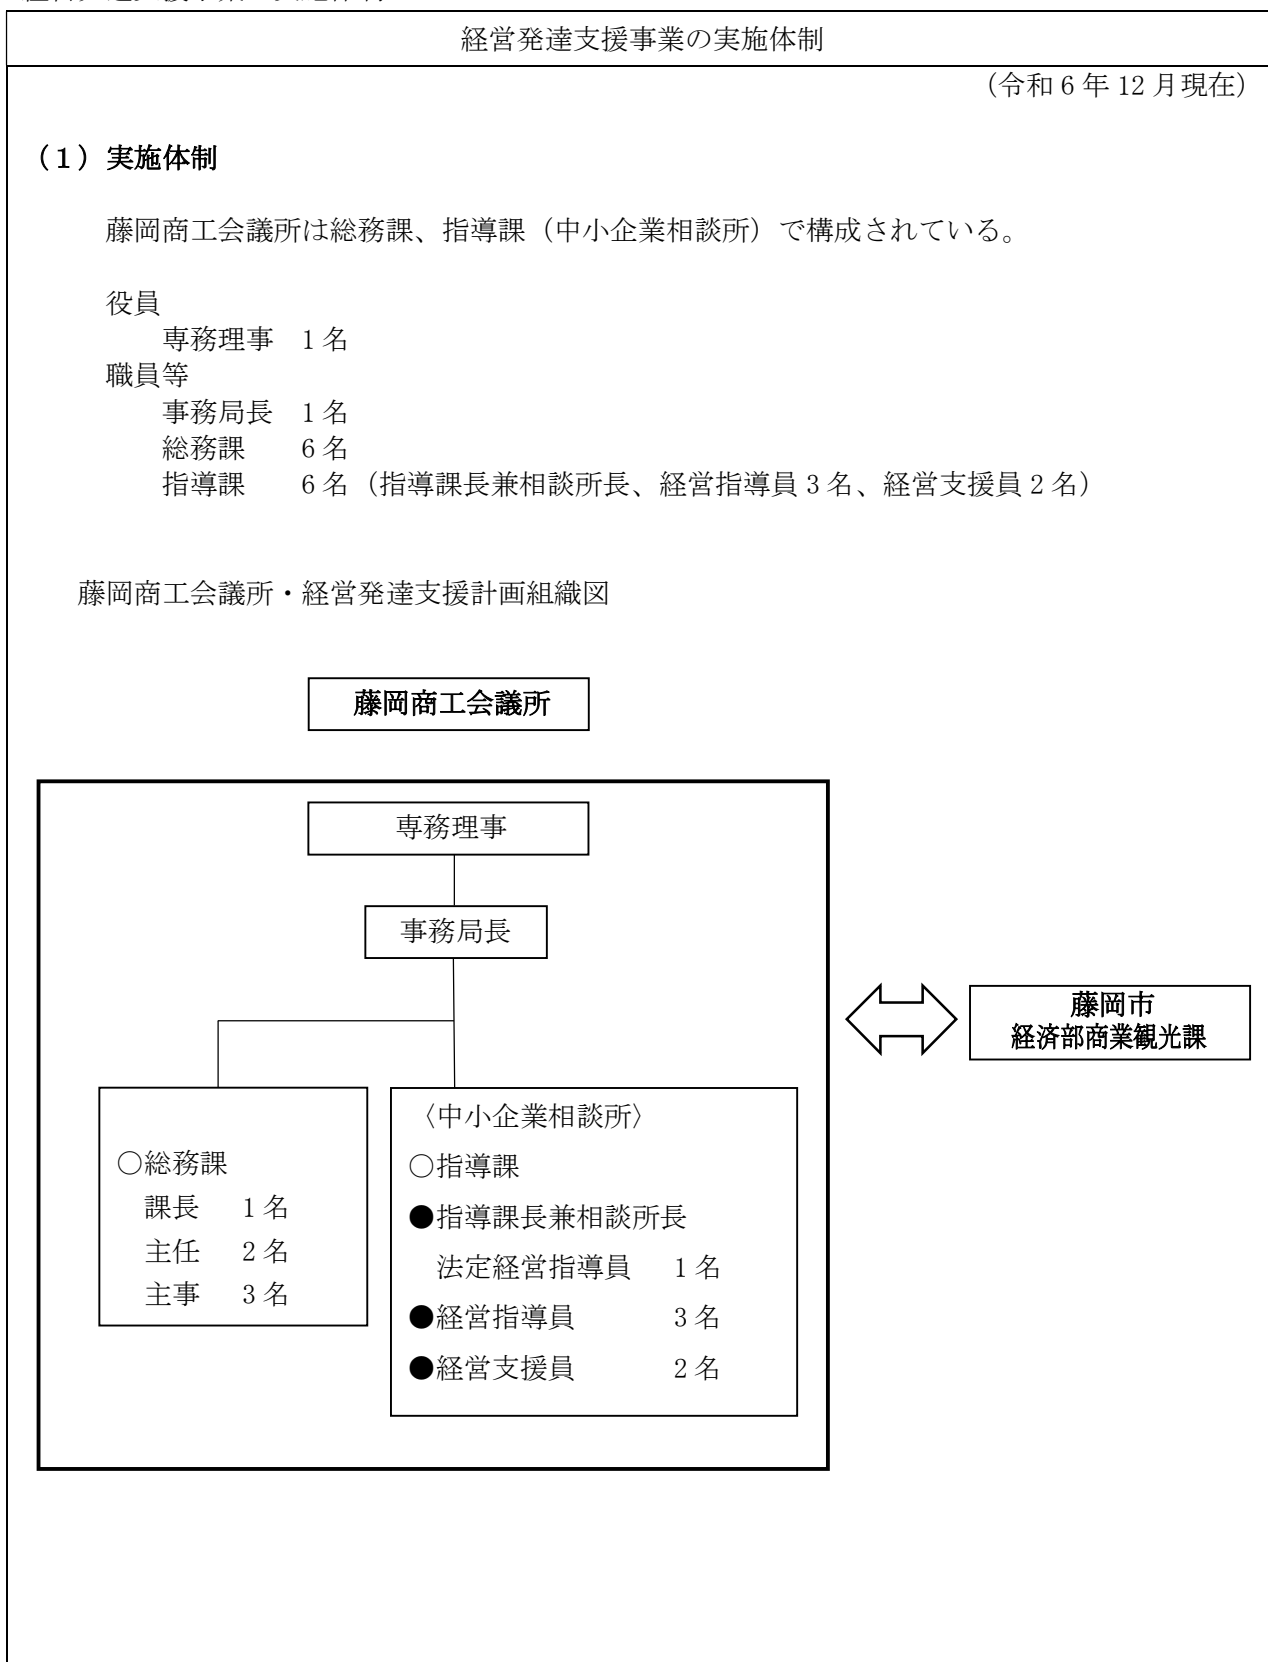 経営発達支援事業の実施体制
（令和 6 年 12 月現在）
（１）実施体制
藤岡商工会議所は総務課、指導課（中小企業相談所）で構成されている。
役員
専務理事　1 名
職員等
事務局長　1 名
総務課　6 名
指導課　6 名（指導課長兼相談所長、経営指導員 3 名、経営支援員 2 名）
藤岡商工会議所・経営発達支援計画組織図
藤岡商工会議所
専務理事
事務局長
藤岡市
経済部商業観光課
○総務課
課長　1 名
主任　2 名
主事　3 名
〈中小企業相談所〉
○指導課
●指導課長兼相談所長
法定経営指導員　1 名
●経営指導員　3 名
●経営支援員　2 名